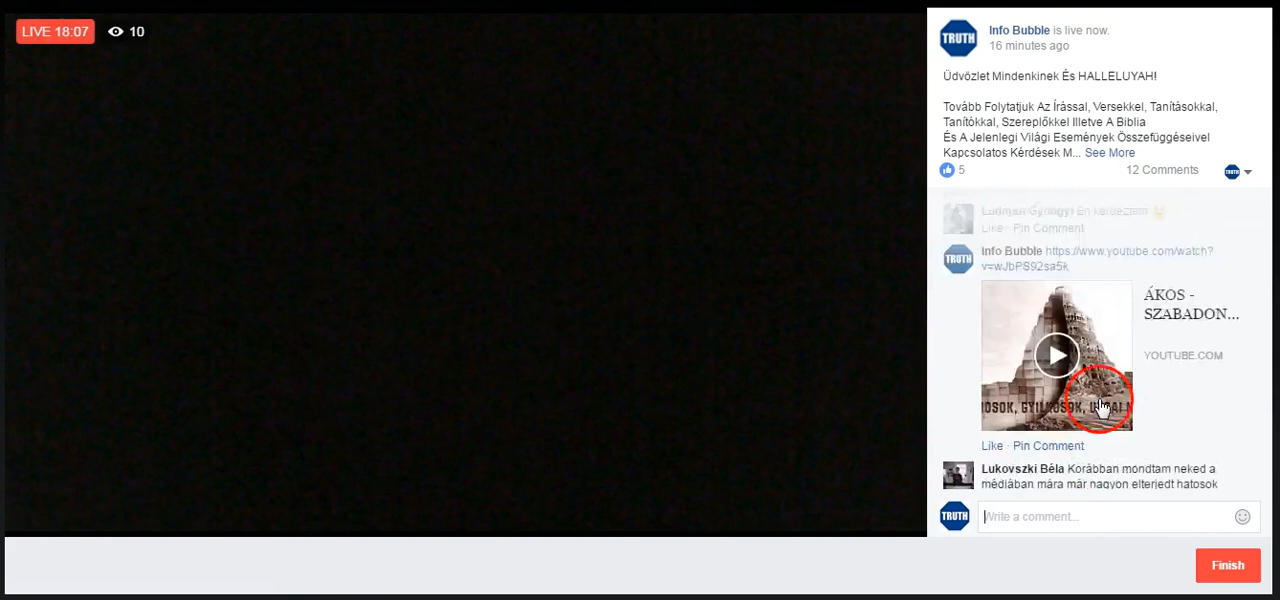 LIVE 18:07
10
TRUTH
Info Bubble is live now.
16 minutes ago
Üdvözlet Mindenkinek És HALLELUYAH!
Tovább Folytatjuk Az Írással, Versekkel, Tanításokkal,
Tanítókkal, Szereplőkkel Illetve A Biblia
És A Jelenlegi Világi Események Összefüggéseivel
Kapcsolatos Kérdések M... See More
5
12 Comments
TRUTH
Like · Pin Comment
TRUTH
Info Bubble https://www.youtube.com/watch?
v=wJbPS92sa5k
ÁKOS -
SZABADON...
YOUTUBE.COM
Like · Pin Comment
Lukovszki Béla Korábban mondtam neked a
médiában mára már nagyon elterjedt hatosok
TRUTH
Write a comment...
Finish